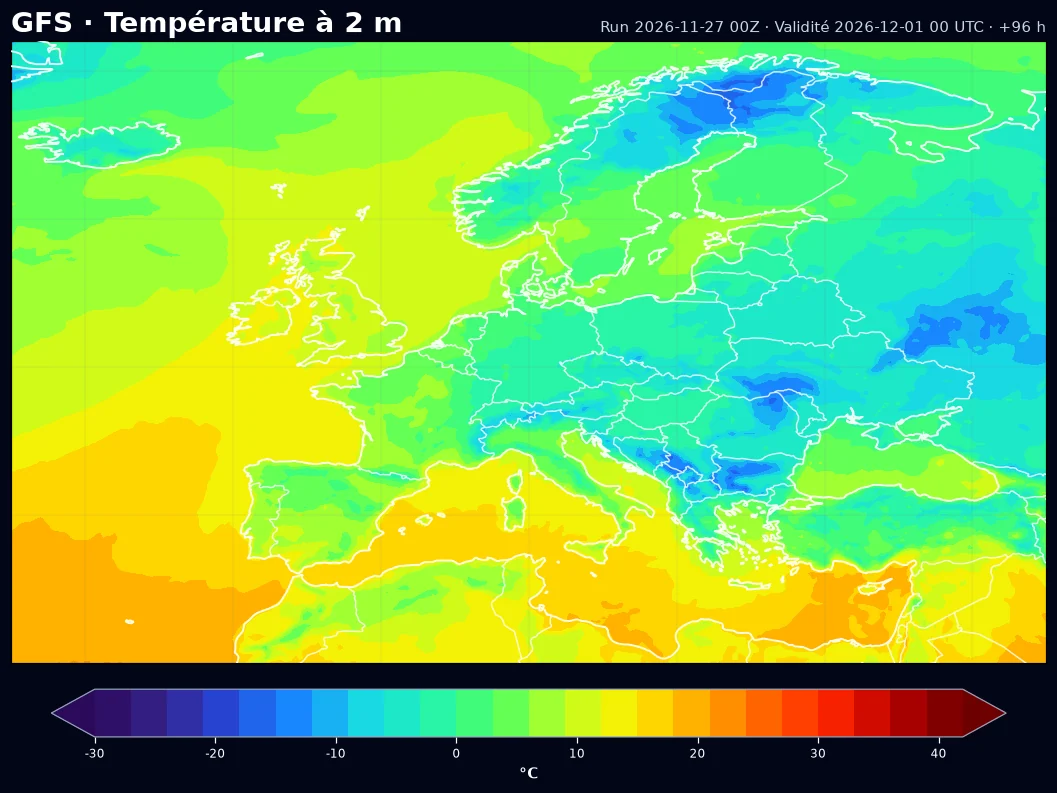 GFS · Température à 2 m
Run 2026-11-27 00Z · Validité 2026-12-01 00 UTC · +96 h
-30 -20 -10 0 10 20 30 40
°C